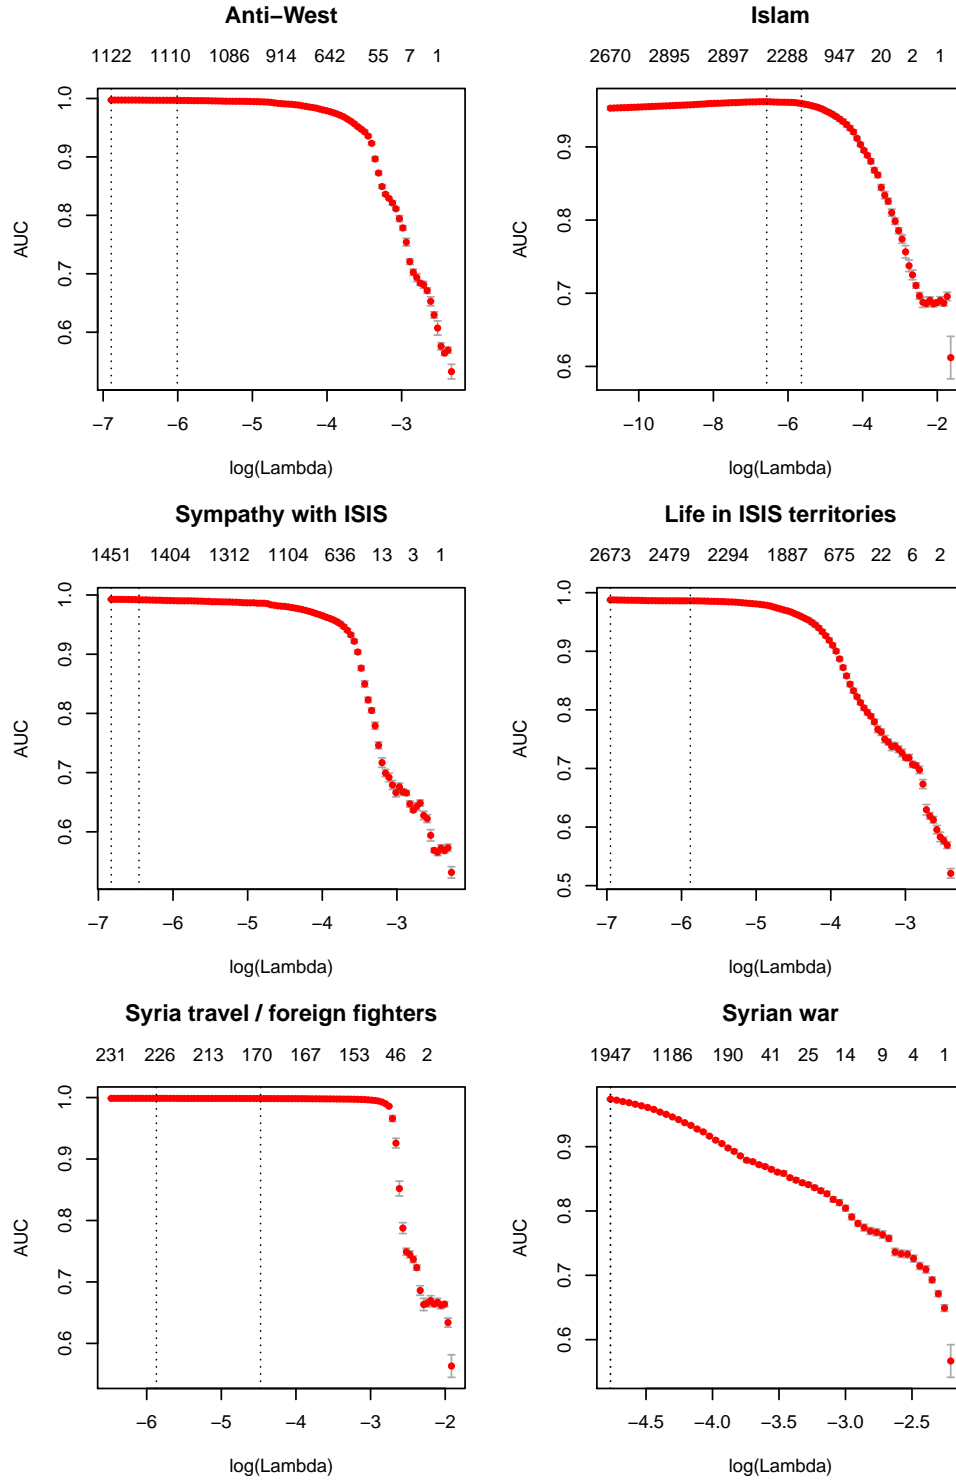 Anti−West
1122 1110 1086 914 642 55 7 1
1.0
0.9
0.8
0.7
0.6
AUC
−7 −6 −5 −4 −3
log(Lambda)
Islam
2670 2895 2897 2288 947 20 2 1
0.9
0.8
0.7
0.6
AUC
−10 −8 −6 −4 −2
log(Lambda)
Sympathy with ISIS
1451 1404 1312 1104 636 13 3 1
1.0
0.9
0.8
0.7
0.6
AUC
−7 −6 −5 −4 −3
log(Lambda)
Life in ISIS territories
2673 2479 2294 1887 675 22 6 2
1.0
0.9
0.8
0.7
0.6
0.5
AUC
−7 −6 −5 −4 −3
log(Lambda)
Syria travel / foreign fighters
231 226 213 170 167 153 46 2
1.0
0.9
0.8
0.7
0.6
AUC
−6 −5 −4 −3 −2
log(Lambda)
Syrian war
1947 1186 190 41 25 14 9 4 1
0.9
0.8
0.7
0.6
AUC
−4.5 −4.0 −3.5 −3.0 −2.5
log(Lambda)